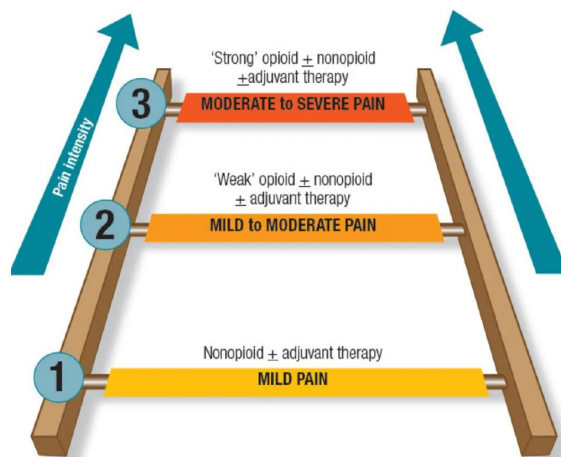 'Strong' opioid ± nonopioid
±adjuvant therapy
3
MODERATE to SEVERE PAIN
Pain intensity
'Weak' opioid ± nonopioid
± adjuvant therapy
2
MILD to MODERATE PAIN
Nonopioid ± adjuvant therapy
1
MILD PAIN